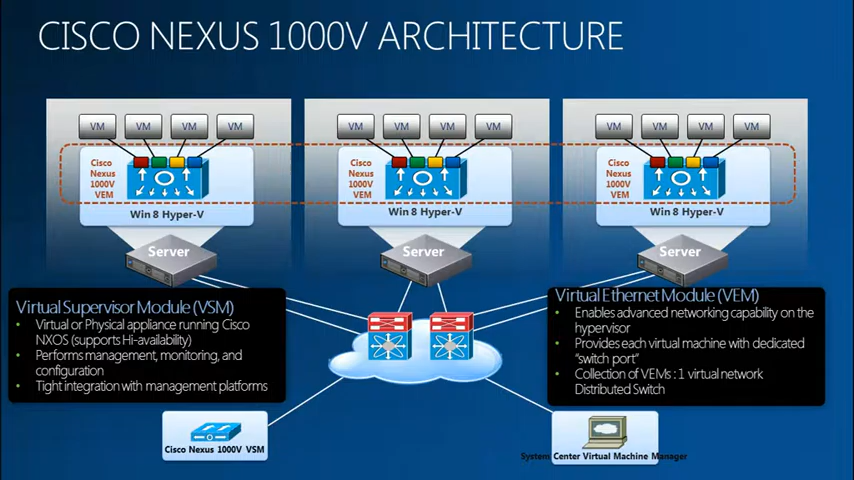 CISCO NEXUS 1000V ARCHITECTURE
VM VM VM VM
VM VM VM VM
VM VM VM VM
Cisco
Nexus
1000V
VEM
Win 8 Hyper-V
Cisco
Nexus
1000V
VEM
Win 8 Hyper-V
Cisco
Nexus
1000V
VEM
Win 8 Hyper-V
Server
Server
Server
Virtual Supervisor Module (VSM)
• Virtual or Physical appliance running Cisco
NXOS (supports Hi-availability)
• Performs management, monitoring, and
configuration
• Tight integration with management platforms
Virtual Ethernet Module (VEM)
• Enables advanced networking capability on the
hypervisor
• Provides each virtual machine with dedicated
“switch port”
• Collection of VEMs : 1 virtual network
Distributed Switch
Cisco Nexus 1000V VSM
System Center Virtual Machine Manager